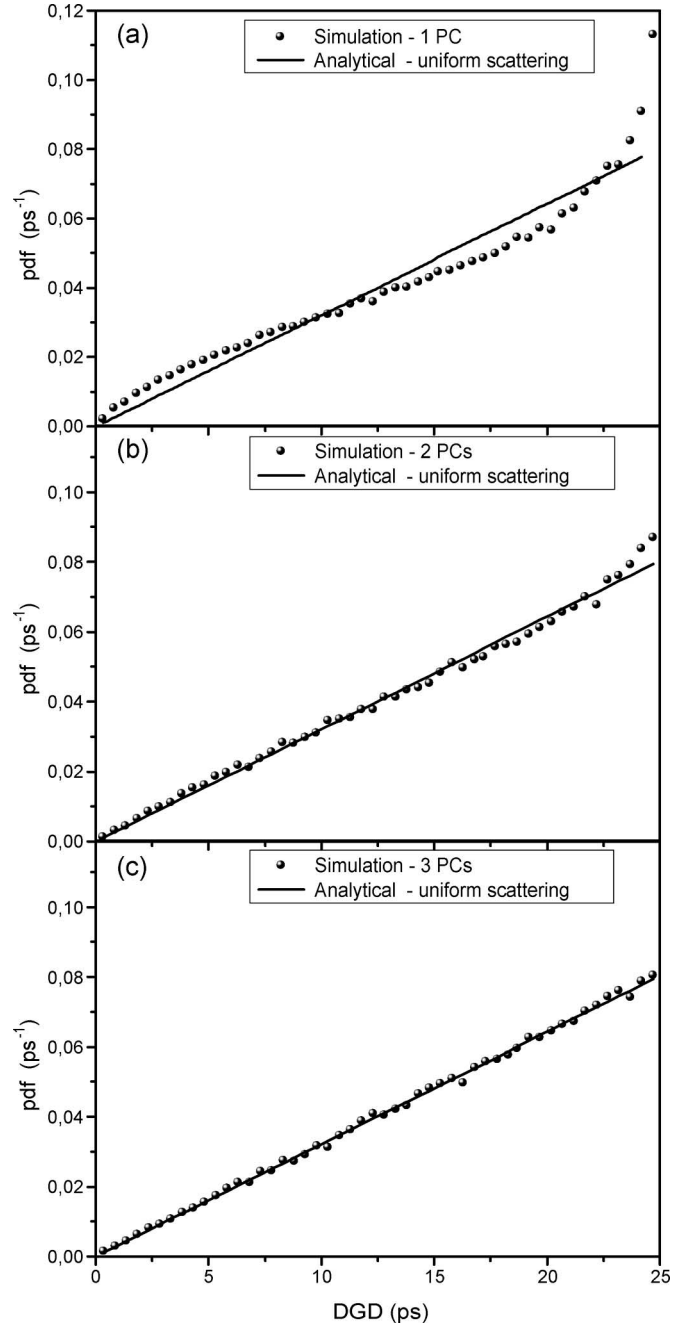 (a)
Simulation - 1 PC
Analytical - uniform scattering
0,12
0,10
0,08
0,06
0,04
0,02
0,00
pdf (ps-1)
(b)
Simulation - 2 PCs
Analytical - uniform scattering
0,10
0,08
0,06
0,04
0,02
0,00
pdf (ps-1)
(c)
Simulation - 3 PCs
Analytical - uniform scattering
0,10
0,08
0,06
0,04
0,02
0,00
pdf (ps-1)
0 5 10 15 20 25
DGD (ps)